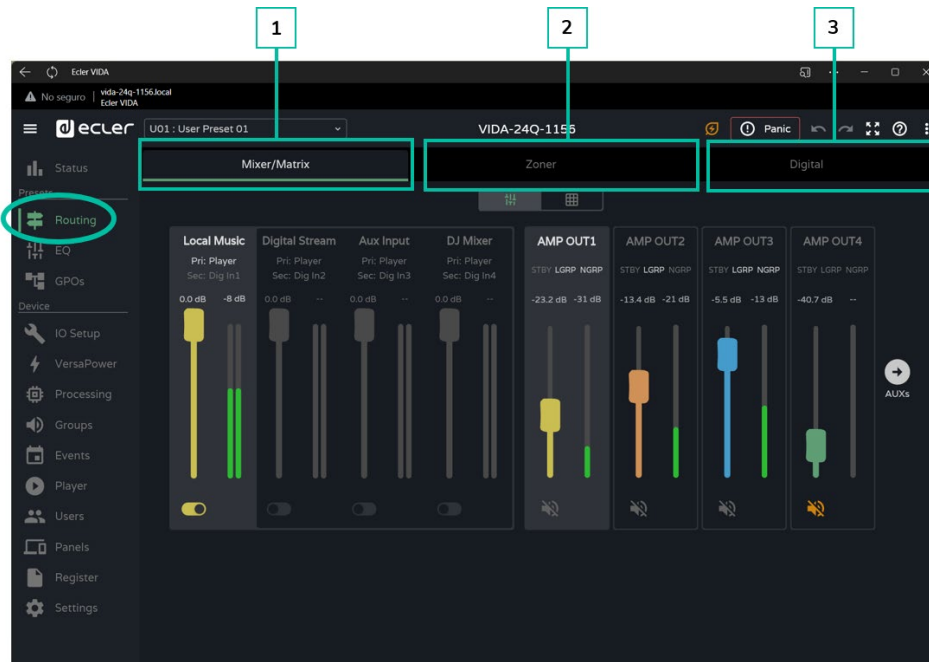 1 2 3
Ecler VIDA
No seguro vida-24q-1156.local
Ecler VIDA
ecler U01 : User Preset 01 VIDA-24Q-1156 Panic
Status
Presets
Routing
EQ
GPOs
Device
IO Setup
VersaPower
Processing
Groups
Events
Player
Users
Panels
Register
Settings
Mixer/Matrix Zoner Digital
Local Music Digital Stream Aux Input DJ Mixer AMP OUT1 AMP OUT2 AMP OUT3 AMP OUT4
Pri: Player Pri: Player Pri: Player Pri: Player
Sec: Dig In1 Sec: Dig In2 Sec: Dig In3 Sec: Dig In4
STBY LGRP NGRP STBY LGRP NGRP STBY LGRP NGRP STBY LGRP NGRP
0.0 dB -8 dB 0.0 dB -- 0.0 dB -- 0.0 dB -- -23.2 dB -31 dB -13.4 dB -21 dB -5.5 dB -13 dB -40.7 dB --
AUXs